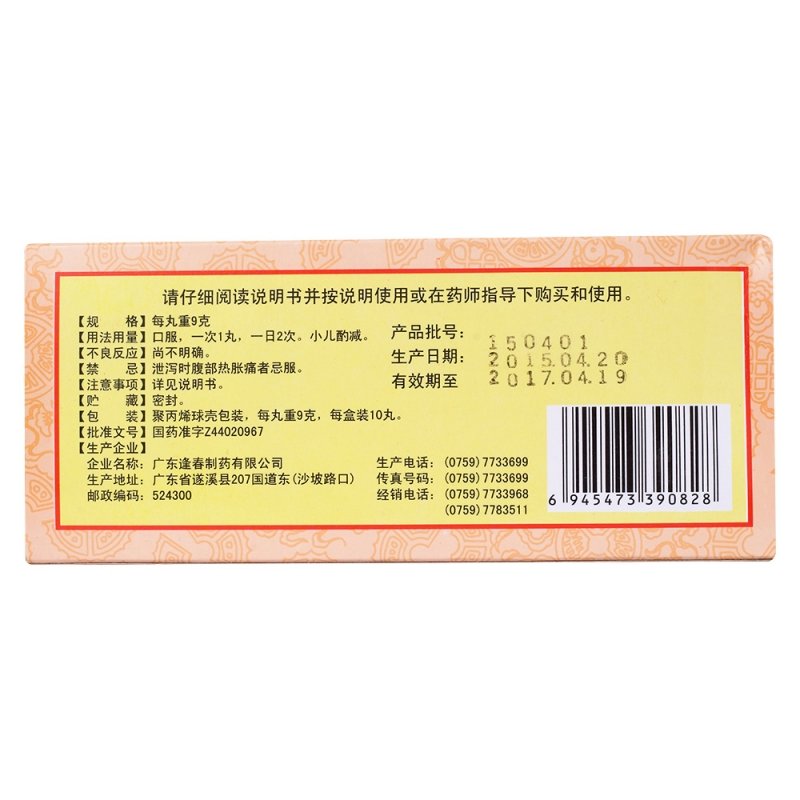 请仔细阅读说明书并按说明使用或在药师指导下购买和使用。
【规　　格】每丸重9克
【用法用量】口服，一次1丸，一日2次。小儿酌减。
【不良反应】尚不明确。
【禁　　忌】泄泻时腹部热胀痛者忌服。
【注意事项】详见说明书。
【贮　　藏】密封。
【包　　装】聚丙烯球壳包装，每丸重9克，每盒装10丸。
【批准文号】国药准字Z44020967
【生产企业】
企业名称：广东逢春制药有限公司
生产地址：广东省遂溪县207国道东(沙坡路口)
邮政编码：524300
产品批号：150401
生产日期：2015.04.20
有效期至 2017.04.19
生产电话：(0759)7733699
传真号码：(0759)7733699
经销电话：(0759)7733968
(0759)7783511
6 945473 390828